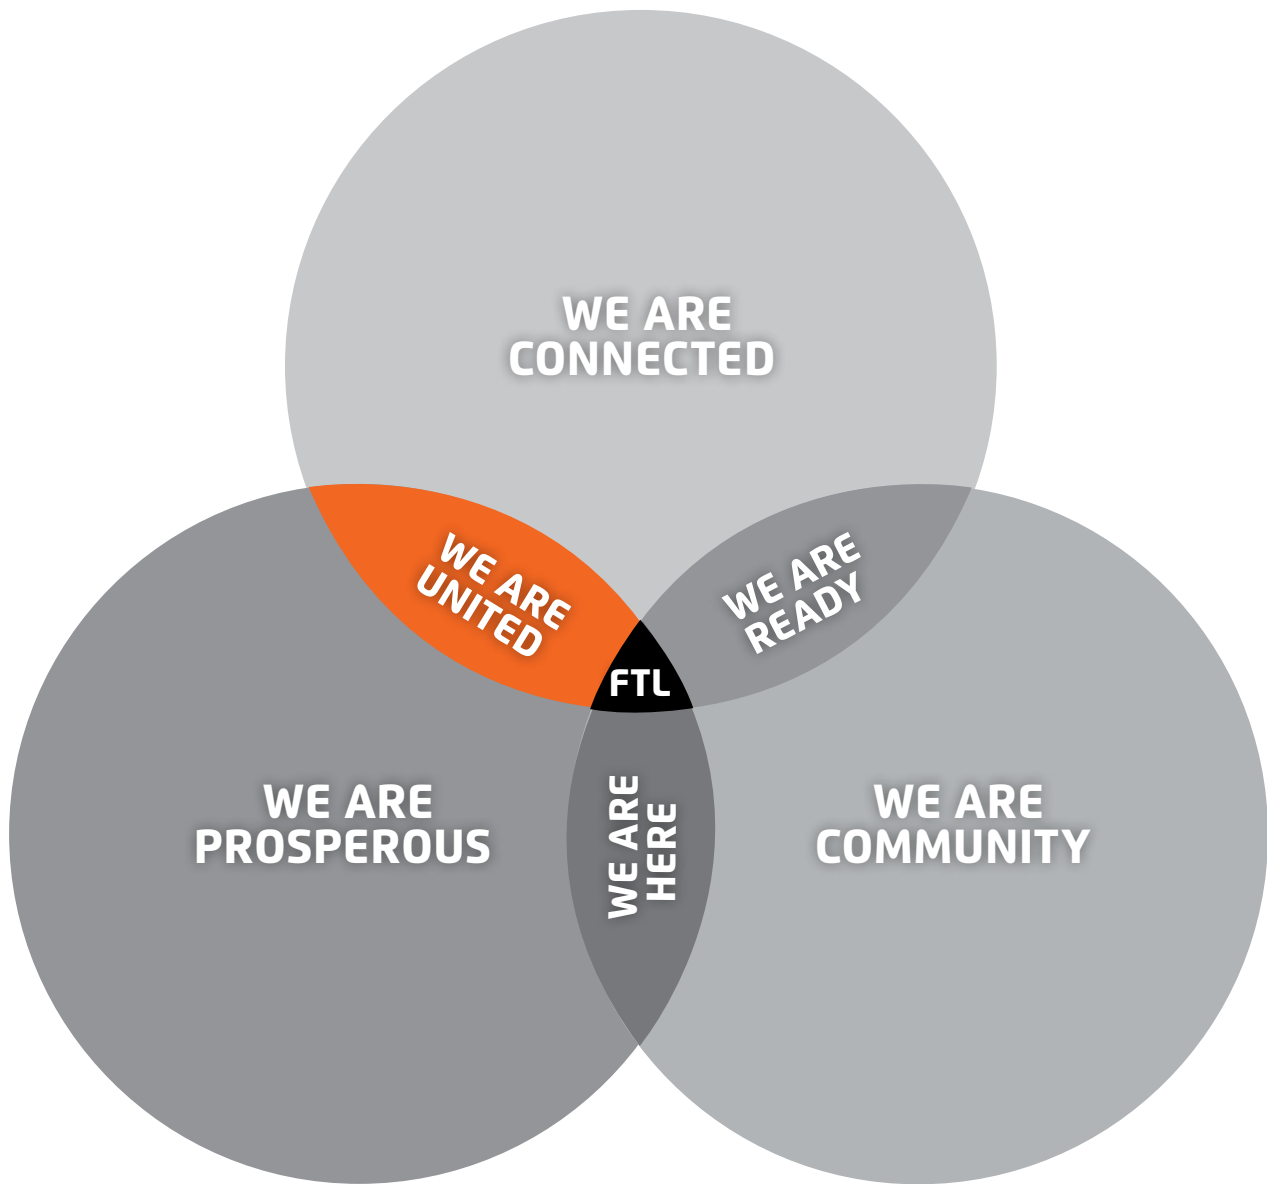 WE ARE
CONNECTED
WE ARE
UNITED
WE ARE
READY
FTL
WE ARE
PROSPEROUS
WE ARE
HERE
WE ARE
COMMUNITY